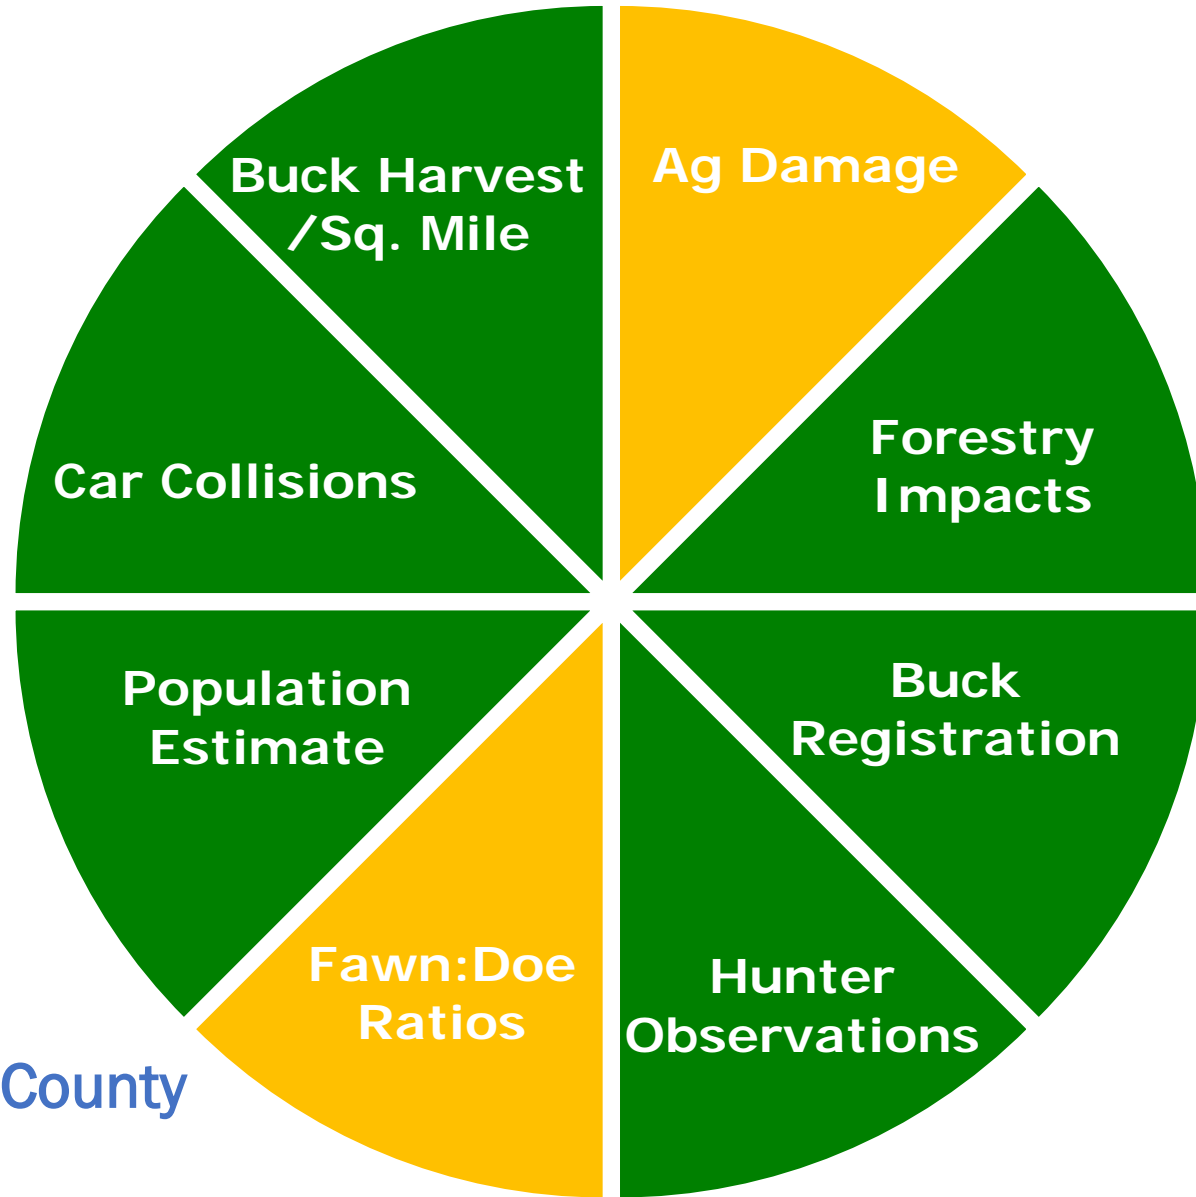 Buck Harvest
/Sq. Mile
Ag Damage
Forestry
Impacts
Car Collisions
Population
Estimate
Buck
Registration
Fawn:Doe
Ratios
Hunter
Observations
County